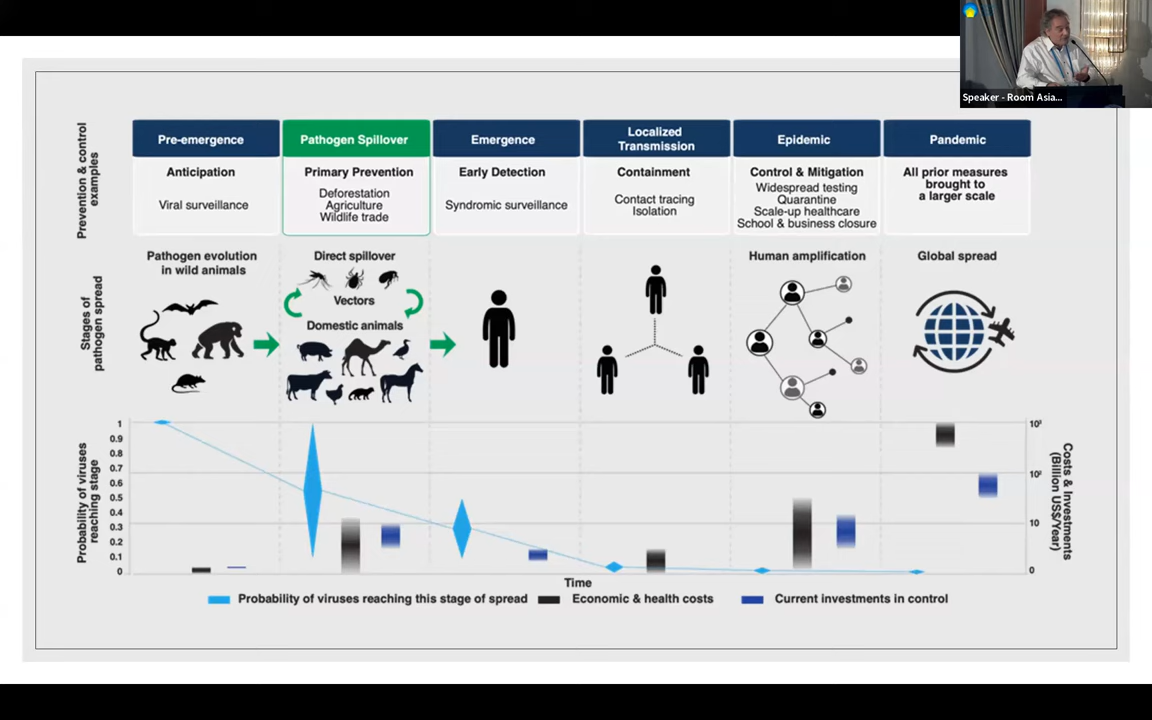 Speaker - Room Asia...
Pre-emergence
Pathogen Spillover
Emergence
Localized
Transmission
Epidemic
Pandemic
Prevention & control
examples
Anticipation
Viral surveillance
Primary Prevention
Deforestation
Agriculture
Wildlife trade
Early Detection
Syndromic surveillance
Containment
Contact tracing
Isolation
Control & Mitigation
Widespread testing
Quarantine
Scale-up healthcare
School & business closure
All prior measures
brought to
a larger scale
Stages of
pathogen spread
Pathogen evolution
in wild animals
Direct spillover
Vectors
Domestic animals
Human amplification
Global spread
Probability of viruses
reaching stage
1
0.9
0.8
0.7
0.6
0.5
0.4
0.3
0.2
0.1
0
10
0
Costs & Investments
(Billion US$/Year)
10²
Time
Probability of viruses reaching this stage of spread
Economic & health costs
Current investments in control